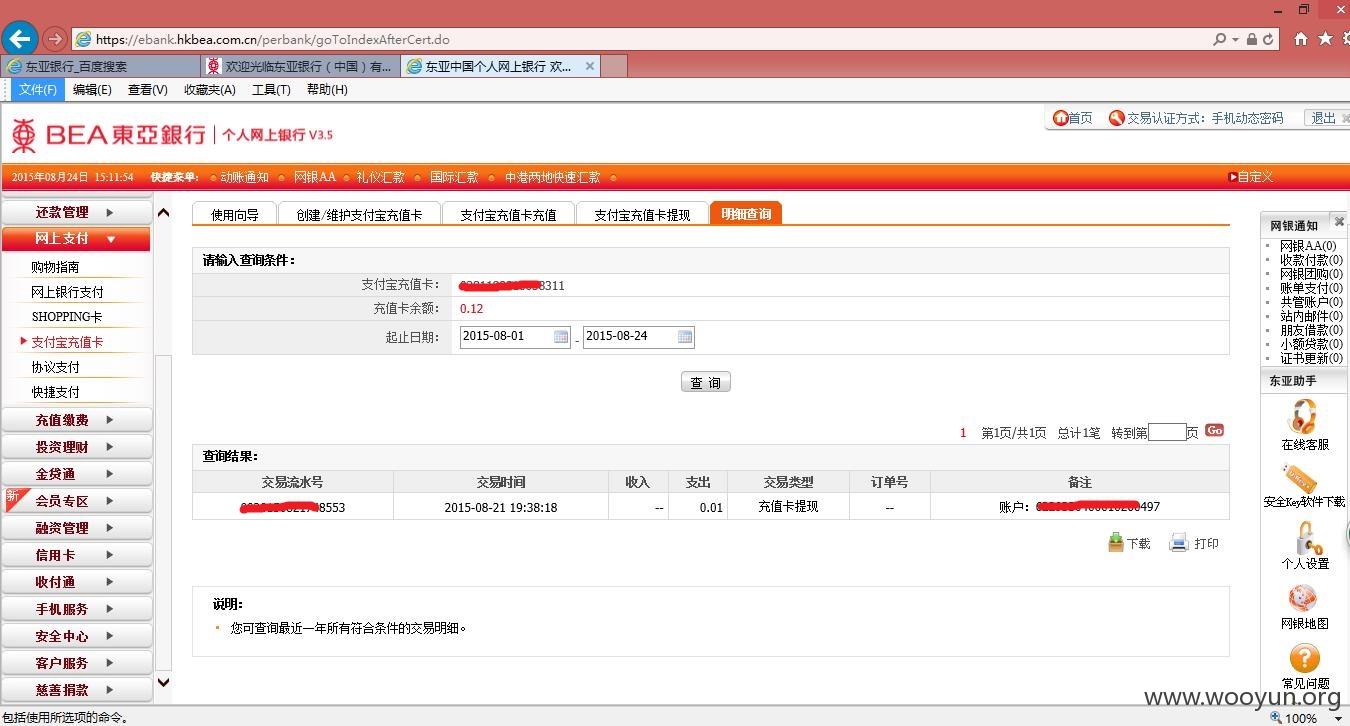 https://ebank.hkbea.com.cn/perbank/goToIndexAfterCert.do
东亚银行_百度搜索
欢迎光临东亚银行（中国）有...
东亚中国个人网上银行 欢...
文件(F) 编辑(E) 查看(V) 收藏夹(A) 工具(T) 帮助(H)
首页 交易认证方式：手机动态密码 退出
BEA東亞銀行 个人网上银行 V3.5
2015年08月24日 15:11:54 快捷菜单: 动账通知 网银AA 礼仪汇款 国际汇款 中港两地快速汇款 自定义
还款管理
网上支付
购物指南
网上银行支付
SHOPPING卡
支付宝充值卡
协议支付
快捷支付
充值缴费
投资理财
金贷通
新
会员专区
融资管理
信用卡
收付通
手机服务
安全中心
客户服务
慈善捐款
使用向导 创建/维护支付宝充值卡 支付宝充值卡充值 支付宝充值卡提现 明细查询
请输入查询条件：
支付宝充值卡： 8311
充值卡余额： 0.12
起止日期： 2015-08-01 - 2015-08-24
查 询
1 第1页/共1页 总计1笔 转到第 页 Go
查询结果：
交易流水号 交易时间 收入 支出 交易类型 订单号 备注
8553 2015-08-21 19:38:18 -- 0.01 充值卡提现 -- 账户： 497
下载 打印
说明：
您可查询最近一年所有符合条件的交易明细。
网银通知
网银AA(0)
收款付款(0)
网银团购(0)
账单支付(0)
共管账户(0)
站内邮件(0)
朋友借款(0)
小额贷款(0)
证书更新(0)
东亚助手
在线客服
安全Key软件下载
个人设置
网银地图
常见问题
www.wooyun.org
包括使用所选项的命令。
100%